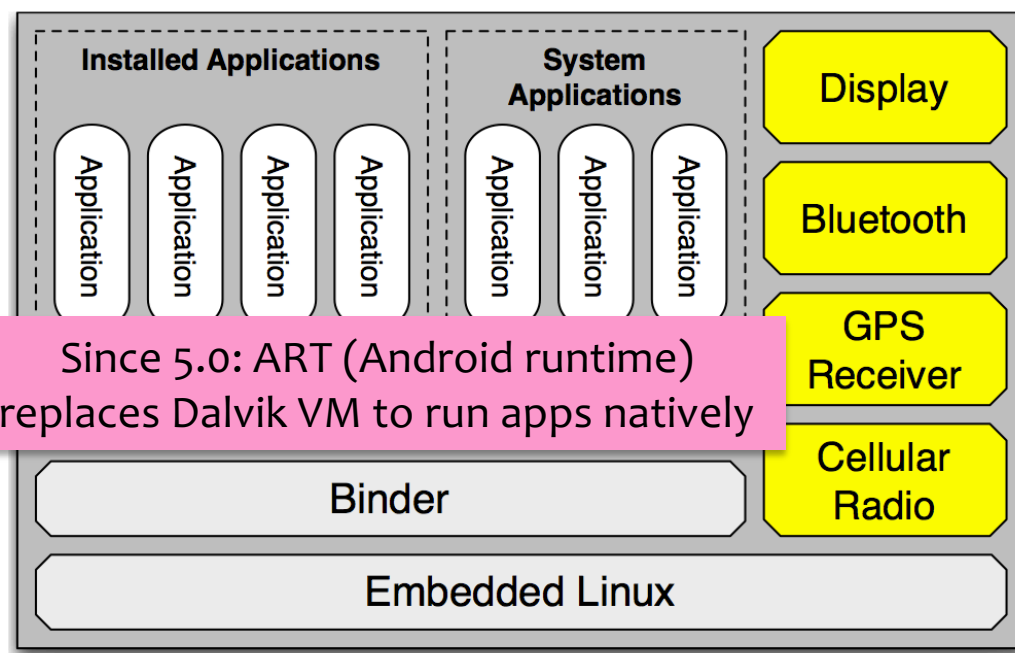 Installed Applications
System
Applications
Application
Application
Application
Application
Application
Application
Application
Display
Bluetooth
GPS
Receiver
Cellular
Radio
Since 5.0: ART (Android runtime)
replaces Dalvik VM to run apps natively
Binder
Embedded Linux